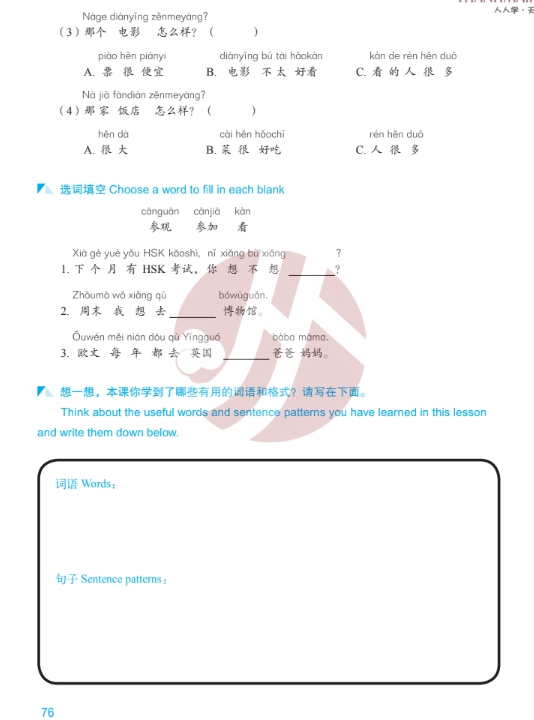 人人學·
Nàge diànyǐng zěnmeyàng?
（3）那个 电影 怎么样？（ ）
piào hěn piányi diànyǐng bú tài hǎokàn kàn de rén hěn duō
A. 票 很 便宜 B. 电影 不 太 好看 C. 看 的 人 很 多
Nà jiā fàndiàn zěnmeyàng?
（4）那 家 饭店 怎么样？（ ）
hěn dà cài hěn hǎochī rén hěn duō
A. 很 大 B. 菜 很 好吃 C. 人 很 多
选词填空 Choose a word to fill in each blank
cānguān cānjiā kàn
参观 参加 看
Xià gè yuè yǒu HSK kǎoshì, nǐ xiǎng bù xiǎng ?
1. 下 个 月 有 HSK 考试，你 想 不 想 ______?
Zhōumò wǒ xiǎng qù bówùguǎn.
2. 周末 我 想 去 ______ 博物馆。
Ōuwén měi nián dōu qù Yīngguó bàba māma.
3. 欧文 每 年 都 去 英国 ______ 爸爸 妈妈。
想一想，本课你学到了哪些有用的词语和格式？请写在下面。
Think about the useful words and sentence patterns you have learned in this lesson
and write them down below.
词语 Words：
句子 Sentence patterns：
76